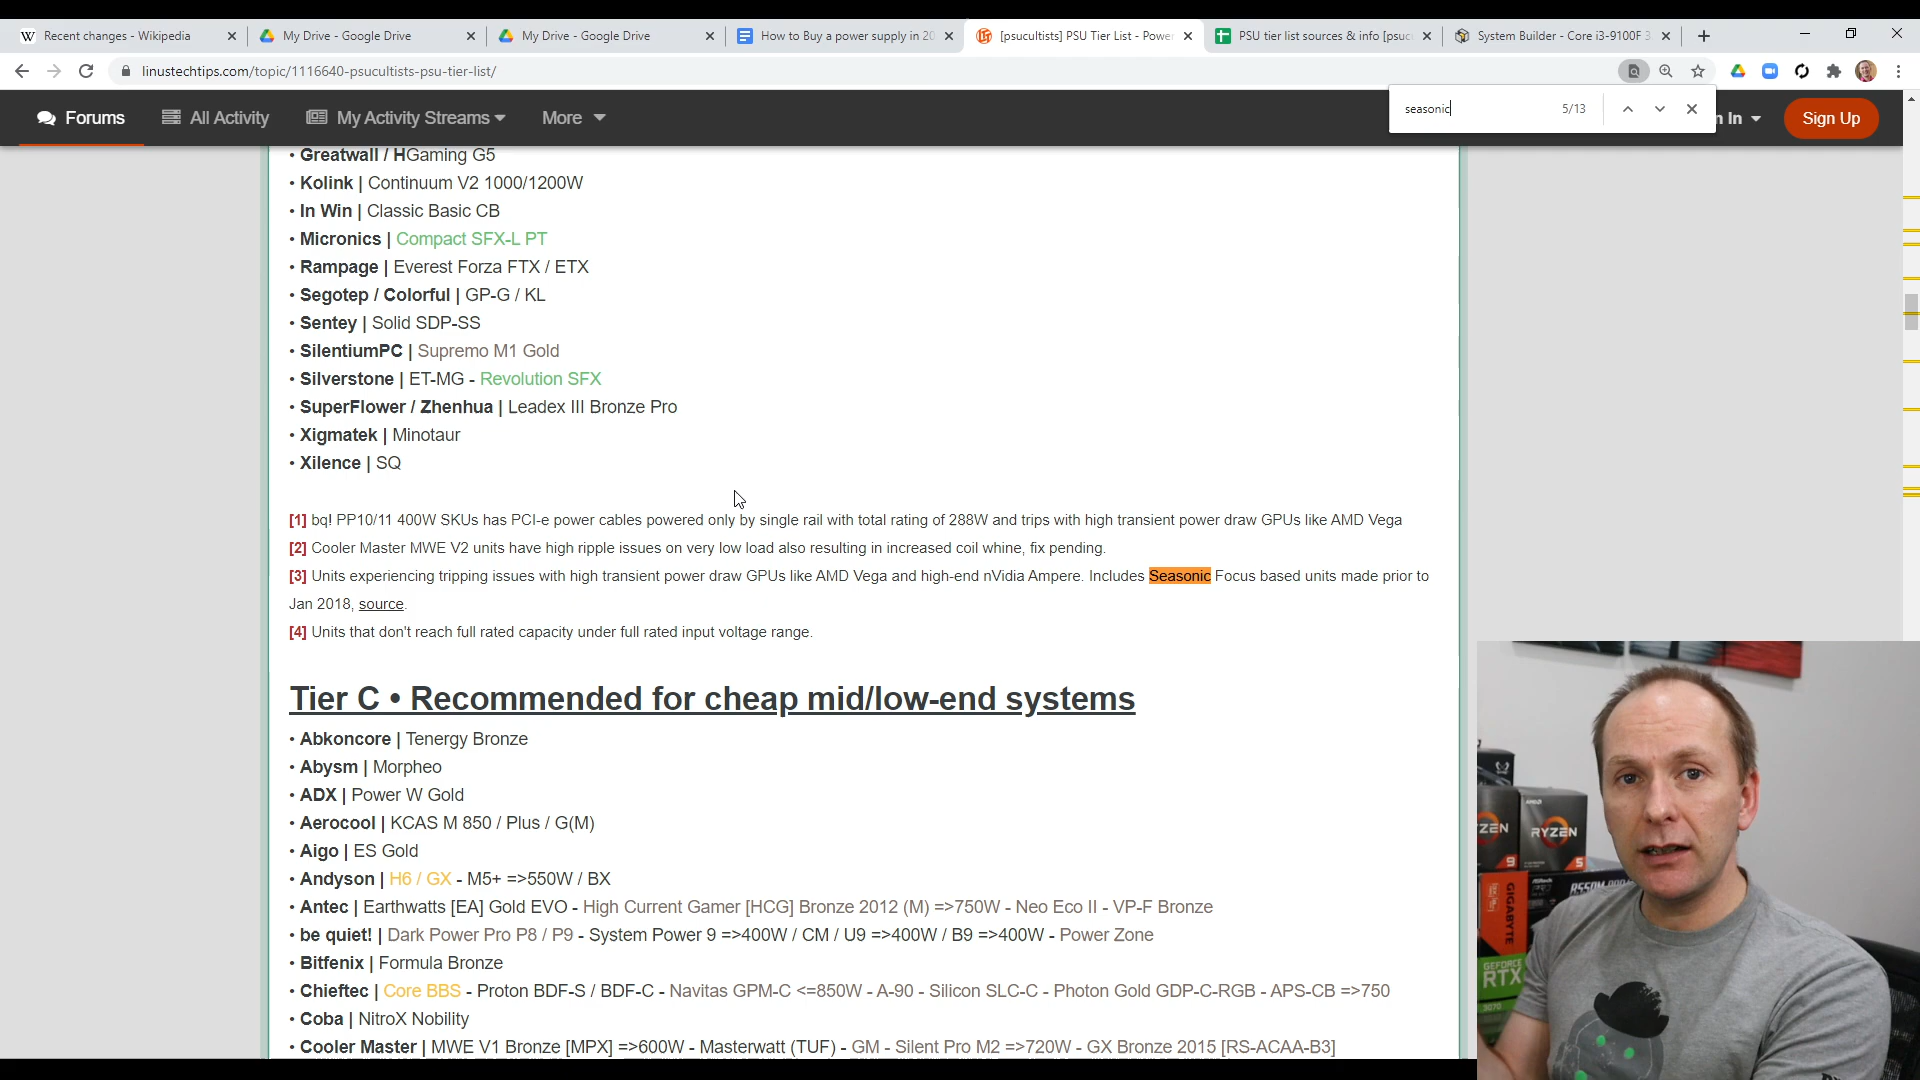 Recent changes - Wikipedia
My Drive - Google Drive
My Drive - Google Drive
How to Buy a power supply in 20
[psucultists] PSU Tier List - Power
PSU tier list sources & info [psuc
System Builder - Core i3-9100F 3
linustechtips.com/topic/1116640-psucultists-psu-tier-list/
Forums
All Activity
My Activity Streams
More
seasonic
5/13
n In
Sign Up
• Greatwall / HGaming G5
• Kolink | Continuum V2 1000/1200W
• In Win | Classic Basic CB
• Micronics | Compact SFX-L PT
• Rampage | Everest Forza FTX / ETX
• Segotep / Colorful | GP-G / KL
• Sentey | Solid SDP-SS
• SilentiumPC | Supremo M1 Gold
• Silverstone | ET-MG - Revolution SFX
• SuperFlower / Zhenhua | Leadex III Bronze Pro
• Xigmatek | Minotaur
• Xilence | SQ
[1] bq! PP10/11 400W SKUs has PCI-e power cables powered only by single rail with total rating of 288W and trips with high transient power draw GPUs like AMD Vega
[2] Cooler Master MWE V2 units have high ripple issues on very low load also resulting in increased coil whine, fix pending.
[3] Units experiencing tripping issues with high transient power draw GPUs like AMD Vega and high-end nVidia Ampere. Includes Seasonic Focus based units made prior to
Jan 2018, source.
[4] Units that don't reach full rated capacity under full rated input voltage range.
Tier C • Recommended for cheap mid/low-end systems
• Abkoncore | Tenergy Bronze
• Abysm | Morpheo
• ADX | Power W Gold
• Aerocool | KCAS M 850 / Plus / G(M)
• Aigo | ES Gold
• Andyson | H6 / GX - M5+ =>550W / BX
• Antec | Earthwatts [EA] Gold EVO - High Current Gamer [HCG] Bronze 2012 (M) =>750W - Neo Eco II - VP-F Bronze
• be quiet! | Dark Power Pro P8 / P9 - System Power 9 =>400W / CM / U9 =>400W / B9 =>400W - Power Zone
• Bitfenix | Formula Bronze
• Chieftec | Core BBS - Proton BDF-S / BDF-C - Navitas GPM-C <=850W - A-90 - Silicon SLC-C - Photon Gold GDP-C-RGB - APS-CB =>750
• Coba | NitroX Nobility
• Cooler Master | MWE V1 Bronze [MPX] =>600W - Masterwatt (TUF) - GM - Silent Pro M2 =>720W - GX Bronze 2015 [RS-ACAA-B3]
AMD
ZEN
RYZEN
9
5
GIGABYTE
GEFORCE
RTX